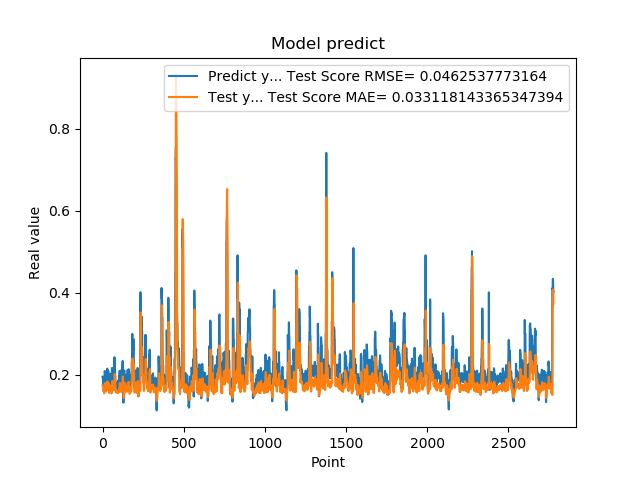 Model predict
Predict y... Test Score RMSE= 0.0462537773164
Test y... Test Score MAE= 0.033118143365347394
Real value
0.8
0.6
0.4
0.2
0
500
1000
1500
2000
2500
Point